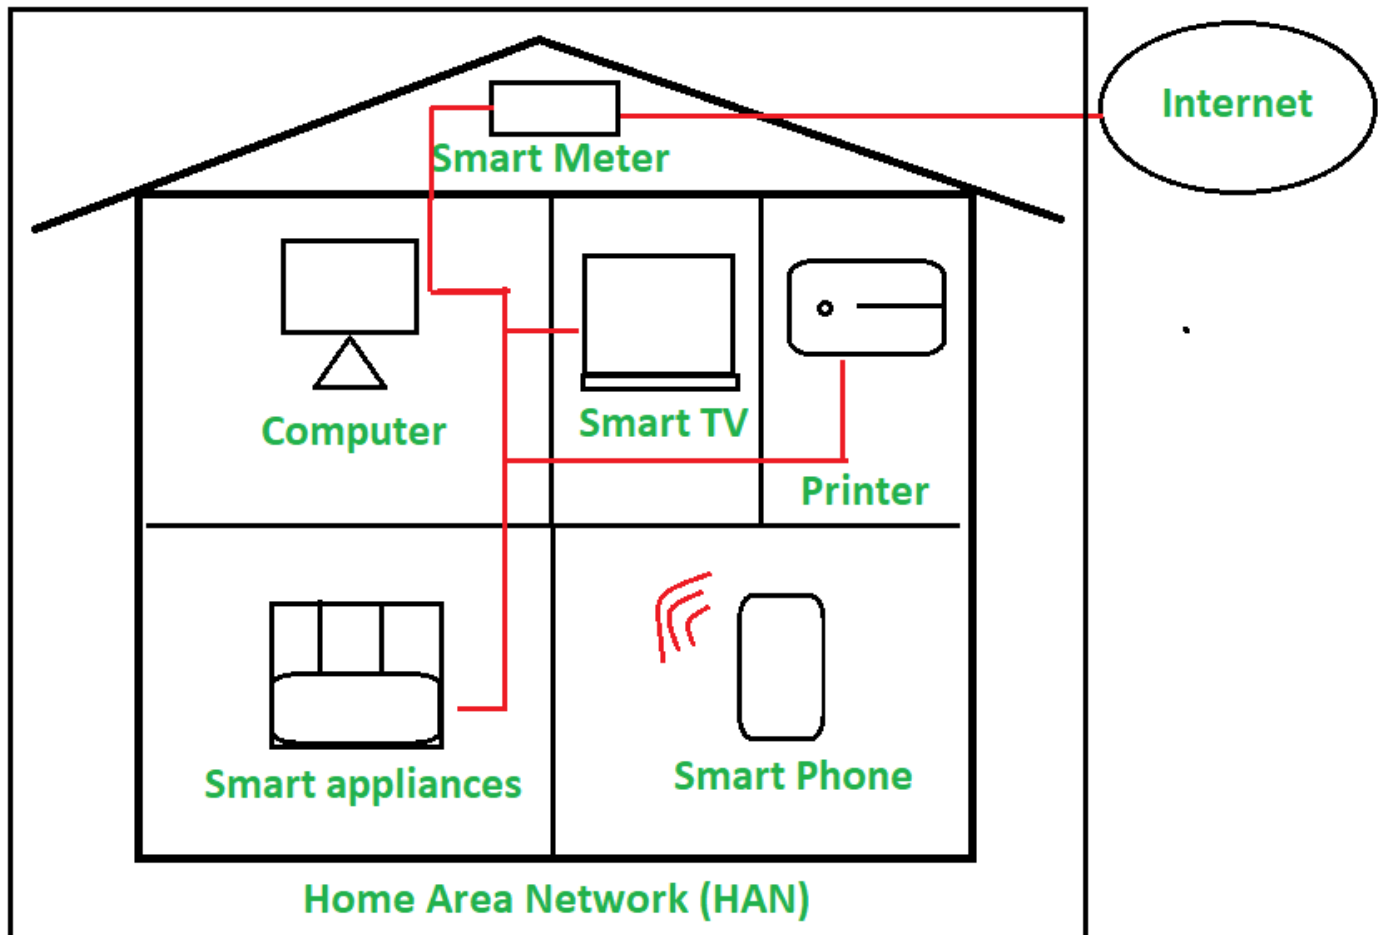 Internet
Smart Meter
Computer
Smart TV
Printer
Smart appliances
Smart Phone
Home Area Network (HAN)